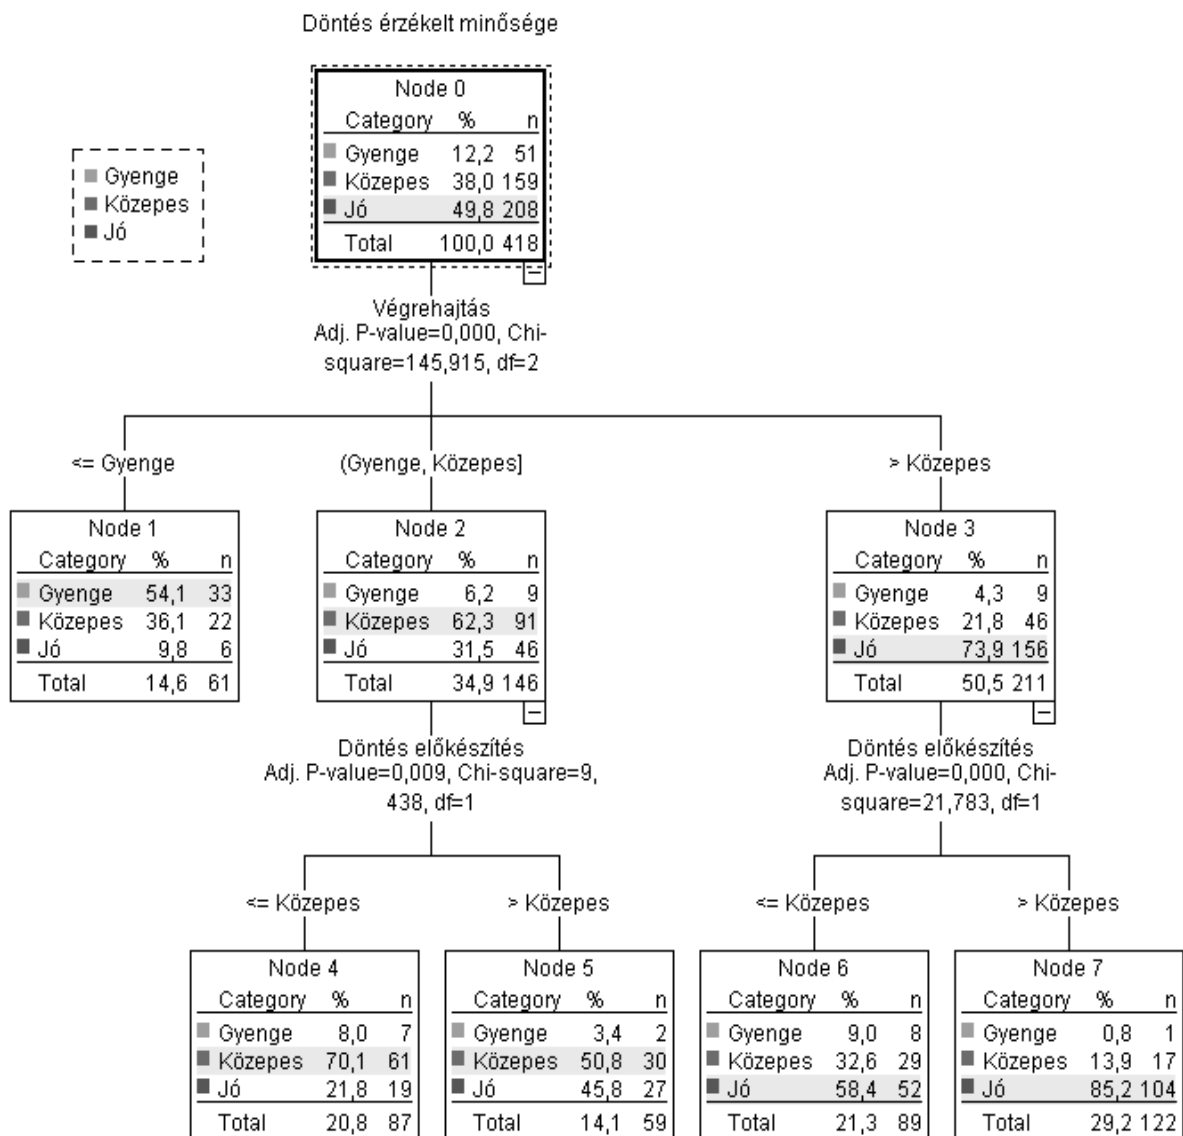 Döntés érzékelt minősége
Node 0
Category % n
Gyenge 12,2 51
Közepes 38,0 159
Jó 49,8 208
Total 100,0 418
Gyenge
Közepes
Jó
Végrehajtás
Adj. P-value=0,000, Chi-
square=145,915, df=2
<= Gyenge
(Gyenge, Közepes]
> Közepes
Node 1
Category % n
Gyenge 54,1 33
Közepes 36,1 22
Jó 9,8 6
Total 14,6 61
Node 2
Category % n
Gyenge 6,2 9
Közepes 62,3 91
Jó 31,5 46
Total 34,9 146
Node 3
Category % n
Gyenge 4,3 9
Közepes 21,8 46
Jó 73,9 156
Total 50,5 211
Döntés előkészítés
Adj. P-value=0,009, Chi-square=9,
438, df=1
Döntés előkészítés
Adj. P-value=0,000, Chi-
square=21,783, df=1
<= Közepes
> Közepes
<= Közepes
> Közepes
Node 4
Category % n
Gyenge 8,0 7
Közepes 70,1 61
Jó 21,8 19
Total 20,8 87
Node 5
Category % n
Gyenge 3,4 2
Közepes 50,8 30
Jó 45,8 27
Total 14,1 59
Node 6
Category % n
Gyenge 9,0 8
Közepes 32,6 29
Jó 58,4 52
Total 21,3 89
Node 7
Category % n
Gyenge 0,8 1
Közepes 13,9 17
Jó 85,2 104
Total 29,2 122